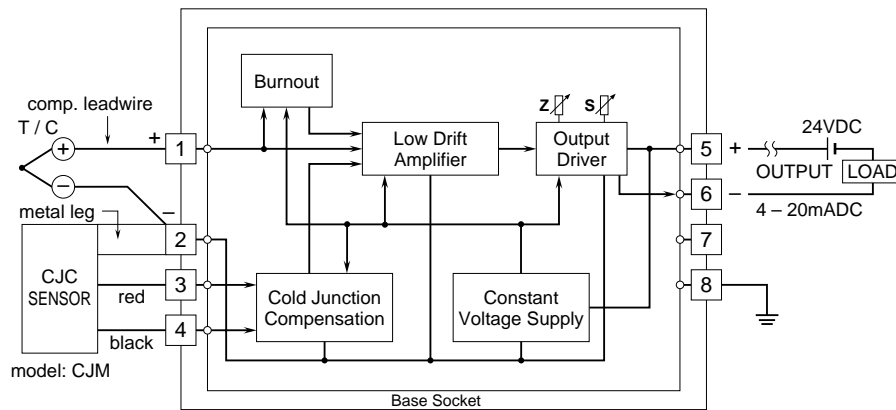 Burnout
comp. leadwire
T / C
+
+
1
Low Drift
Amplifier
Z
S
Output
Driver
5
+
24VDC
OUTPUT
LOAD
–
–
metal leg
2
6
–
4 – 20mADC
7
CJC
SENSOR
3
red
Cold Junction
Compensation
Constant
Voltage Supply
8
4
black
model: CJM
Base Socket